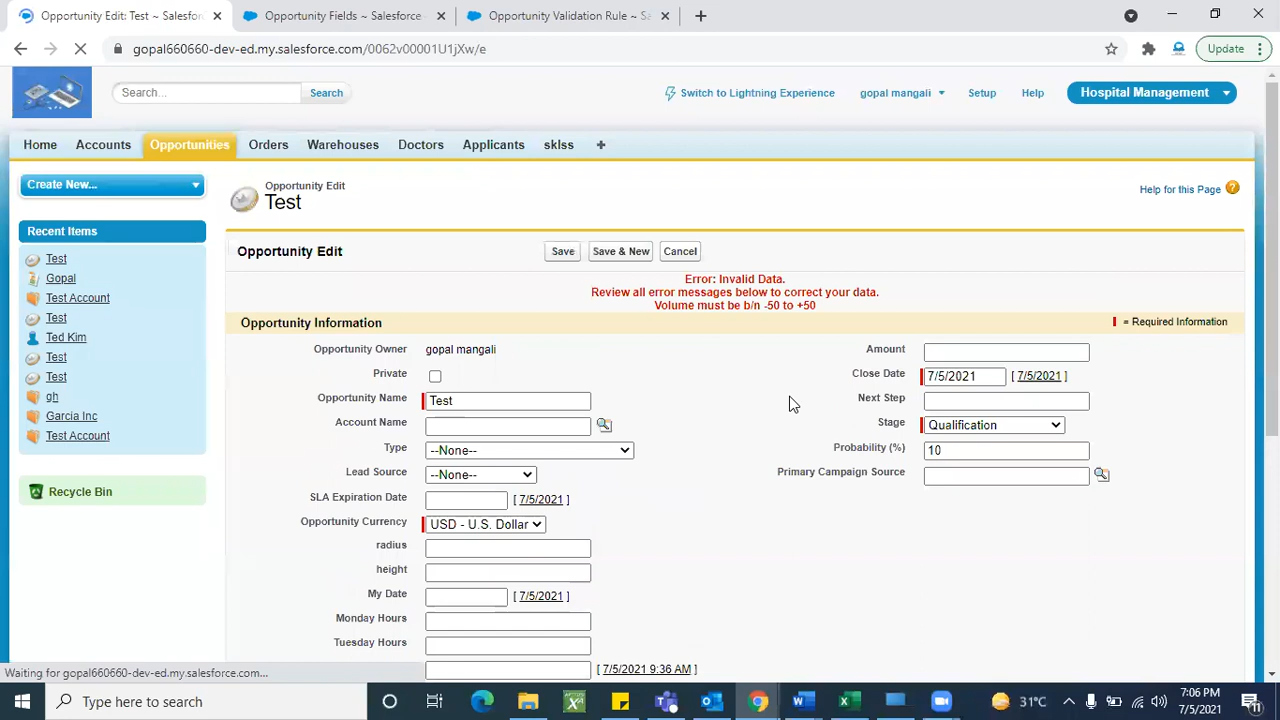 Opportunity Edit: Test ~ Salesfor
Opportunity Fields ~ Salesforce -
Opportunity Validation Rule ~ Sa
gopal660660-dev-ed.my.salesforce.com/0062v00001U1jXw/e
Update
Search...
Search
Switch to Lightning Experience
gopal mangali
Setup
Help
Hospital Management
Home
Accounts
Opportunities
Orders
Warehouses
Doctors
Applicants
sklss
Create New...
Recent Items
Test
Gopal
Test Account
Test
Ted Kim
Test
Test
gh
Garcia Inc
Test Account
Recycle Bin
Opportunity Edit
Test
Help for this Page
Opportunity Edit
Save
Save & New
Cancel
Error: Invalid Data.
Review all error messages below to correct your data.
Volume must be b/n -50 to +50
Opportunity Information
= Required Information
Opportunity Owner
gopal mangali
Private
Opportunity Name
Test
Account Name
Type
--None--
Lead Source
--None--
SLA Expiration Date
[ 7/5/2021 ]
Opportunity Currency
USD - U.S. Dollar
radius
height
My Date
[ 7/5/2021 ]
Monday Hours
Tuesday Hours
[ 7/5/2021 9:36 AM ]
Amount
Close Date
7/5/2021
[ 7/5/2021 ]
Next Step
Stage
Qualification
Probability (%)
10
Primary Campaign Source
Waiting for gopal660660-dev-ed.my.salesforce.com...
Type here to search
31°C
7:06 PM
7/5/2021
11